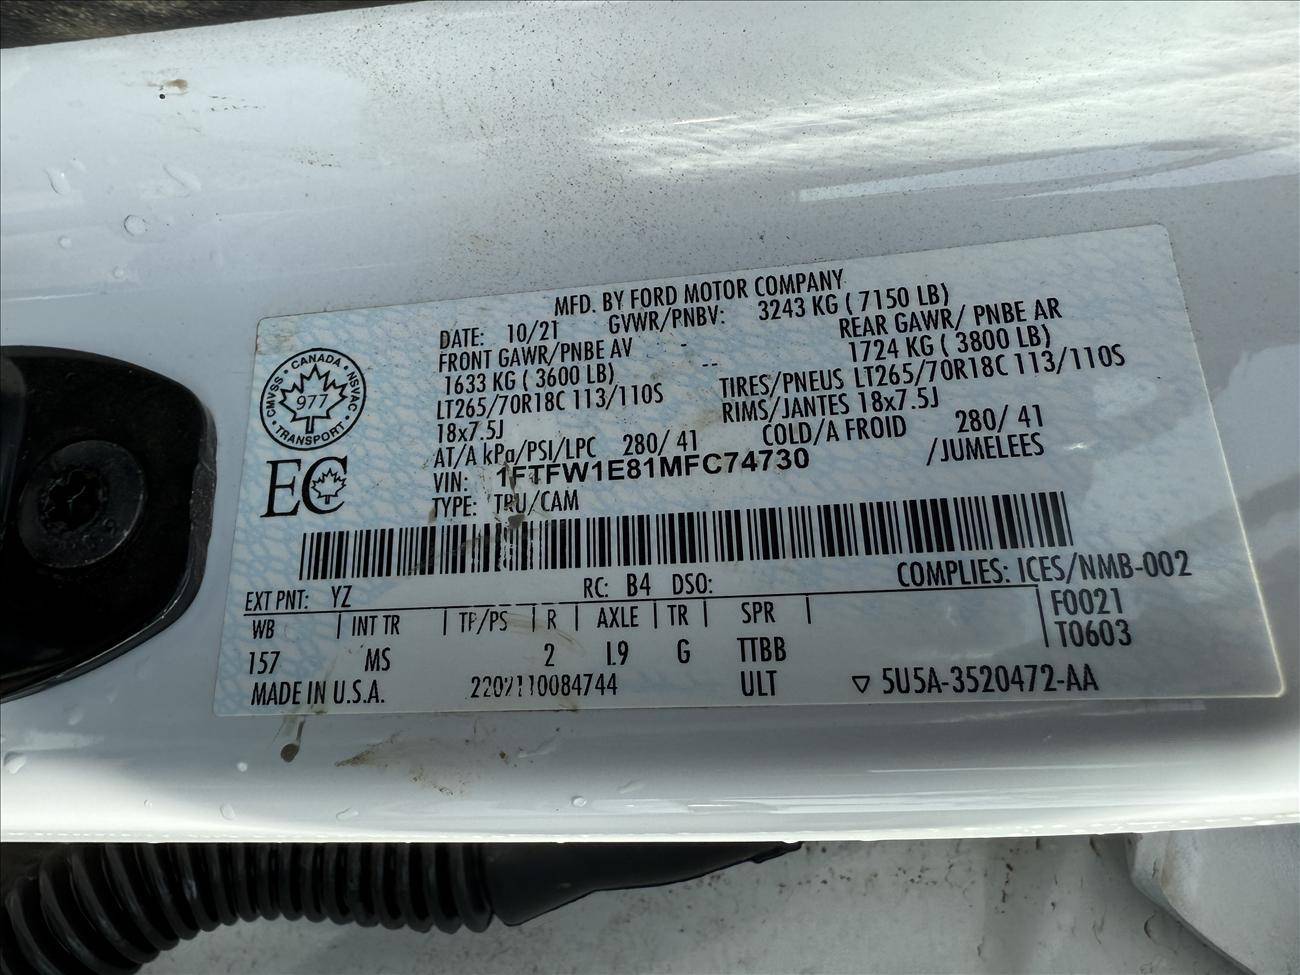 MFD. BY FORD MOTOR COMPANY
DATE: 10/21 GVWR/PNBV: 3243 KG ( 7150 LB)
FRONT GAWR/PNBE AV - REAR GAWR/ PNBE AR
1633 KG ( 3600 LB) -- 1724 KG ( 3800 LB)
LT265/70R18C 113/110S TIRES/PNEUS LT265/70R18C 113/110S
18x7.5J RIMS/JANTES 18x7.5J
AT/A kPa/PSI/LPC 280/ 41 COLD/A FROID 280/ 41
VIN: 1FTFW1E81MFC74730 /JUMELEES
TYPE: TRU/CAM
CMVSS • CANADA • NSVAC • TRANSPORT •
977
EC
COMPLIES: ICES/NMB-002
EXT PNT: YZ RC: B4 DSO: F0021
WB | INT TR | TP/PS | R | AXLE | TR | SPR | T0603
157 MS 2 L9 G TTBB
MADE IN U.S.A. ULT ▽ 5U5A-3520472-AA